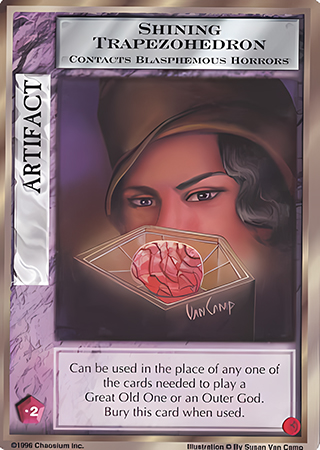 SHINING
TRAPEZOHEDRON
CONTACTS BLASPHEMOUS HORRORS
ARTIFACT
VAN CAMP
Can be used in the place of any one of
the cards needed to play a
Great Old One or an Outer God.
Bury this card when used.
-2
©1996 Chaosium Inc.
Illustration © By Susan Van Camp